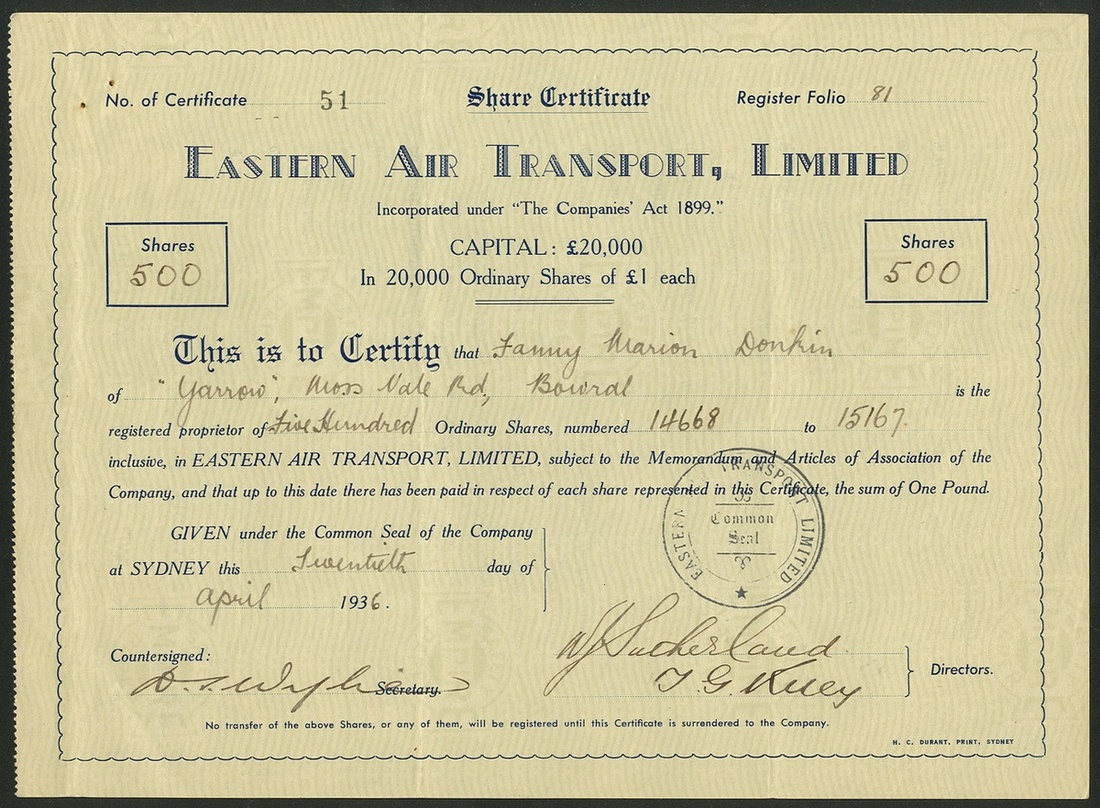 No. of Certificate 51 Share Certificate Register Folio 81
EASTERN AIR TRANSPORT, LIMITED
Incorporated under "The Companies' Act 1899."
Shares 500
CAPITAL: £20,000
In 20,000 Ordinary Shares of £1 each
Shares 500
This is to Certify that Fanny Marion Donkin
of "Yarrow", Moss Vale Rd, Bowral is the
registered proprietor of Five Hundred Ordinary Shares, numbered 14668 to 15167.
inclusive, in EASTERN AIR TRANSPORT, LIMITED, subject to the Memorandum and Articles of Association of the
Company, and that up to this date there has been paid in respect of each share represented in this Certificate, the sum of One Pound.
EASTERN TRANSPORT LIMITED
Common
Seal
GIVEN under the Common Seal of the Company
at SYDNEY this Twentieth day of
April 1936.
Countersigned:
Secretary.
W Sutherland
T. G.
Directors.
No transfer of the above Shares, or any of them, will be registered until this Certificate is surrendered to the Company.
H. C. DURANT, PRINT, SYDNEY